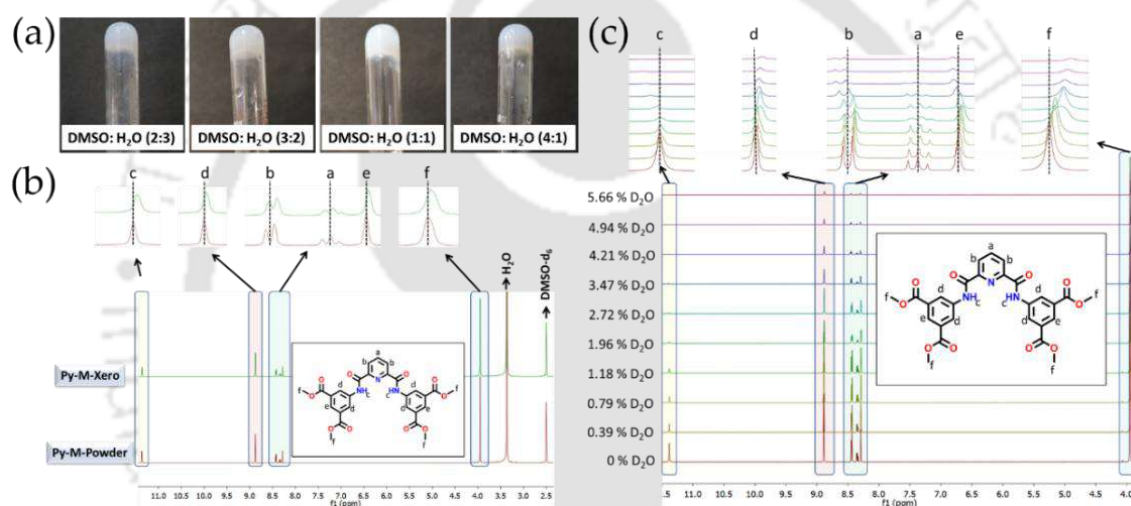 (a)
DMSO: H₂O (2:3)
DMSO: H₂O (3:2)
DMSO: H₂O (1:1)
DMSO: H₂O (4:1)
(b)
c
d
b
a
e
f
H₂O
DMSO-d₆
Py-M-Xero
Py-M-Powder
a
b
b
O
N
O
d
N
H
c
c
H
N
d
O
O
f
e
d
d
e
O
O
f
O
O
f
O
O
f
11.0 10.5 10.0 9.5 9.0 8.5 8.0 7.5 7.0 6.5 6.0 5.5 5.0 4.5 4.0 3.5 3.0 2.5
f1 (ppm)
(c)
c
d
b
a
e
f
5.66 % D₂O
4.94 % D₂O
4.21 % D₂O
3.47 % D₂O
2.72 % D₂O
1.96 % D₂O
1.18 % D₂O
0.79 % D₂O
0.39 % D₂O
0 % D₂O
a
b
b
O
N
O
d
NH
c
c
HN
d
O
O
f
e
d
d
e
O
O
f
O
O
f
O
O
f
1.5 11.0 10.5 10.0 9.5 9.0 8.5 8.0 7.5 7.0 6.5 6.0 5.5 5.0 4.5 4.0
f1 (ppm)